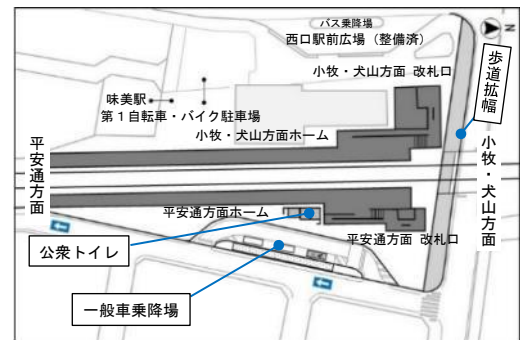 バス乗降場
西口駅前広場（整備済）
N
小牧・犬山方面 改札口
歩道拡幅
味美駅
第１自転車・バイク駐車場
小牧・犬山方面ホーム
平安通方面
小牧・犬山方面
平安通方面ホーム
平安通方面 改札口
公衆トイレ
一般車乗降場